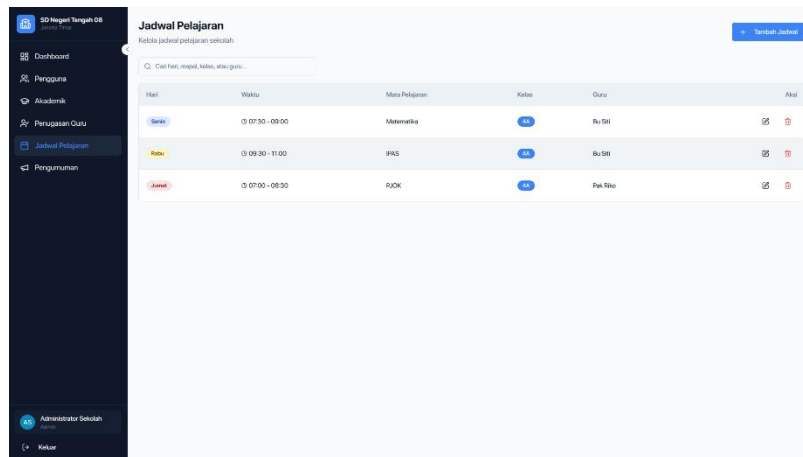 SD Negeri Tengah 08
Jakarta Timur
Dashboard
Pengguna
Akademik
Penugasan Guru
Jadwal Pelajaran
Pengumuman
AS
Administrator Sekolah
Admin
Keluar
Jadwal Pelajaran
Kelola jadwal pelajaran sekolah
+ Tambah Jadwal
Cari hari, mapel, kelas, atau guru...
Hari Waktu Mata Pelajaran Kelas Guru Aksi
Senin 07:30 - 09:00 Matematika 4A Bu Siti
Rabu 09:30 - 11:00 IPAS 4A Bu Siti
Jumat 07:00 - 08:30 PJOK 4A Pak Riko